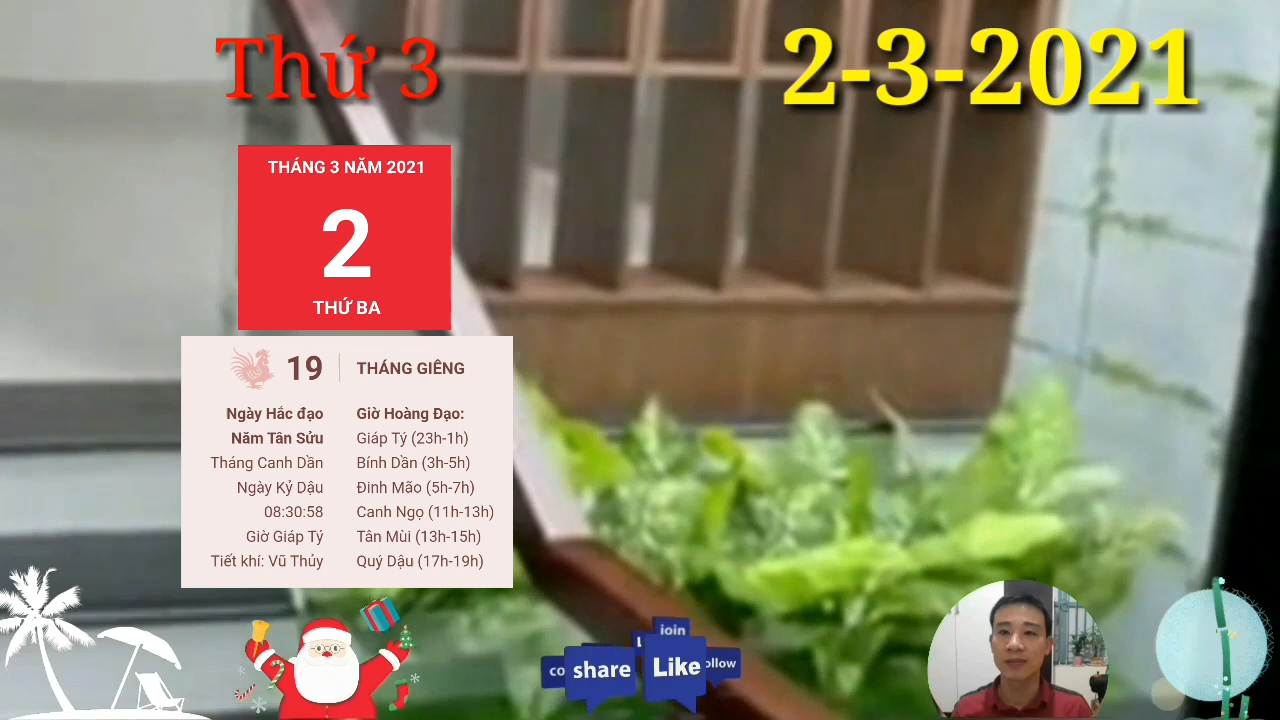 Thứ 3
2-3-2021
THÁNG 3 NĂM 2021
2
THỨ BA
19
THÁNG GIÊNG
Ngày Hắc đạo
Năm Tân Sửu
Tháng Canh Dần
Ngày Kỷ Dậu
08:30:58
Giờ Giáp Tý
Tiết khí: Vũ Thủy
Giờ Hoàng Đạo:
Giáp Tý (23h-1h)
Bính Dần (3h-5h)
Đinh Mão (5h-7h)
Canh Ngọ (11h-13h)
Tân Mùi (13h-15h)
Quý Dậu (17h-19h)
join
L
co
share
Like
ollow